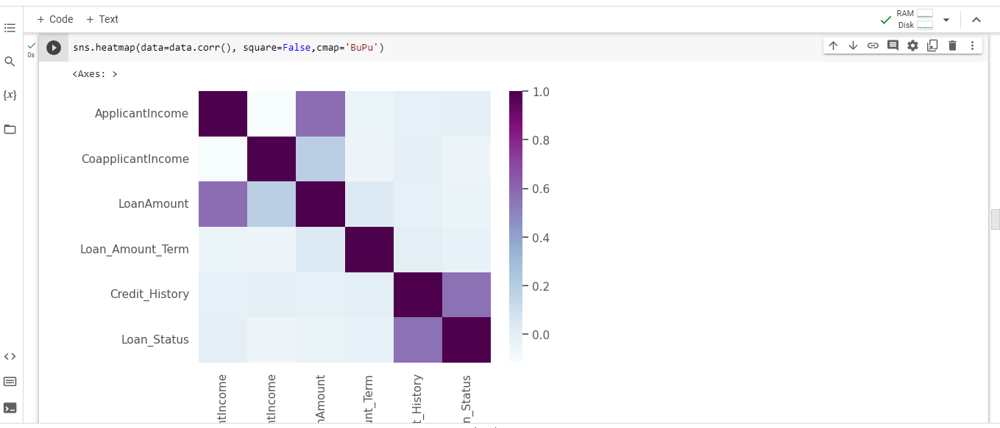 + Code + Text
RAM
Disk
0s
sns.heatmap(data=data.corr(), square=False,cmap='BuPu')
<Axes: >
{x}
1.0
ApplicantIncome
0.8
CoapplicantIncome
0.6
LoanAmount
0.4
Loan_Amount_Term
0.2
Credit_History
0.0
Loan_Status
ntIncome
ntIncome
nAmount
unt_Term
t_History
n_Status